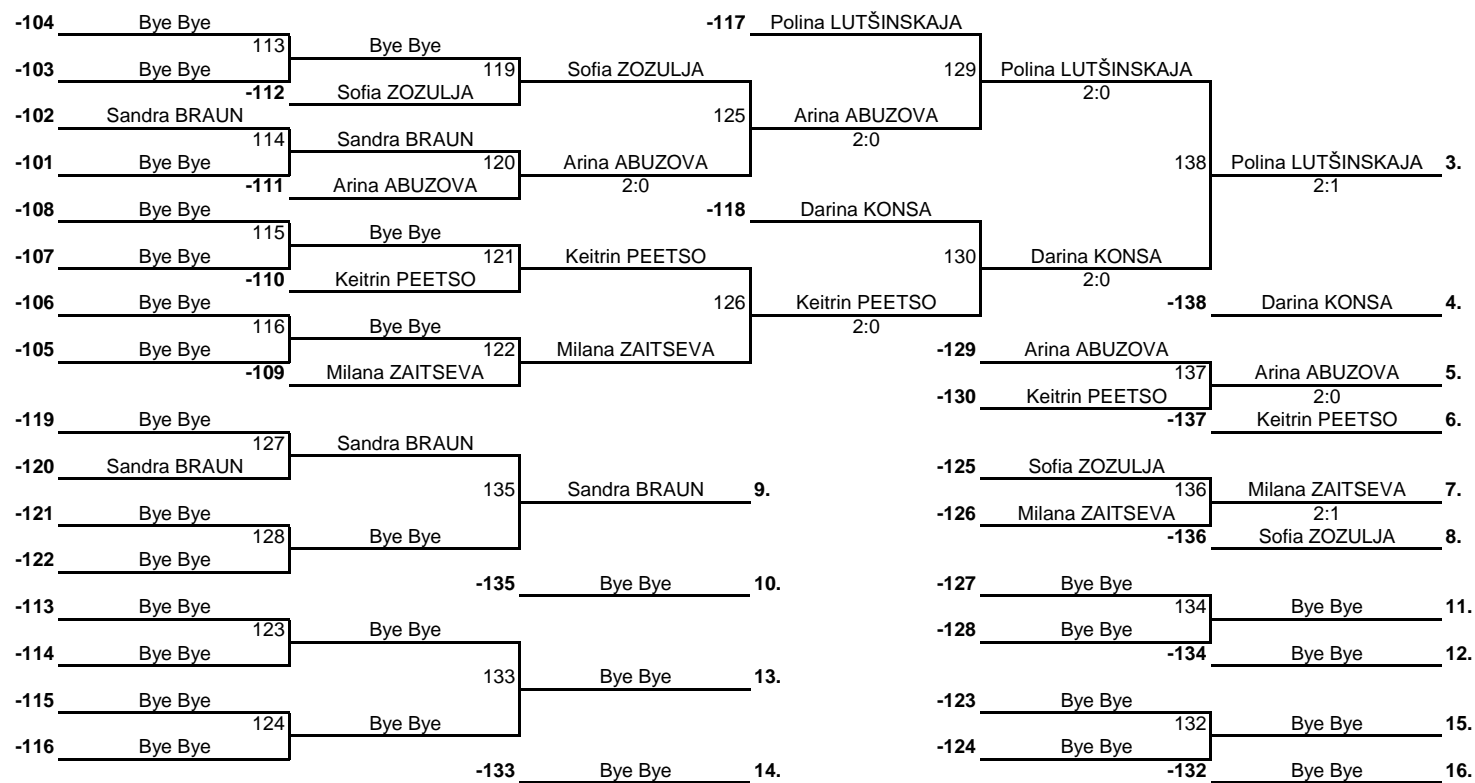 -104 Bye Bye -117 Polina LUTŠINSKAJA
113 Bye Bye
-103 Bye Bye 119 Sofia ZOZULJA 129 Polina LUTŠINSKAJA
-112 Sofia ZOZULJA 2:0
-102 Sandra BRAUN 125 Arina ABUZOVA
114 Sandra BRAUN 2:0
-101 Bye Bye 120 Arina ABUZOVA 138 Polina LUTŠINSKAJA 3.
-111 Arina ABUZOVA 2:0 2:1
-108 Bye Bye -118 Darina KONSA
115 Bye Bye
-107 Bye Bye 121 Keitrin PEETSO 130 Darina KONSA
-110 Keitrin PEETSO 2:0
-106 Bye Bye 126 Keitrin PEETSO -138 Darina KONSA 4.
116 Bye Bye 2:0
-105 Bye Bye 122 Milana ZAITSEVA -129 Arina ABUZOVA
-109 Milana ZAITSEVA 137 Arina ABUZOVA 5.
-130 Keitrin PEETSO 2:0
-119 Bye Bye -137 Keitrin PEETSO 6.
127 Sandra BRAUN
-120 Sandra BRAUN -125 Sofia ZOZULJA
135 Sandra BRAUN 9. 136 Milana ZAITSEVA 7.
-121 Bye Bye -126 Milana ZAITSEVA 2:1
128 Bye Bye -136 Sofia ZOZULJA 8.
-122 Bye Bye
-135 Bye Bye 10. -127 Bye Bye
-113 Bye Bye 134 Bye Bye 11.
123 Bye Bye -128 Bye Bye
-114 Bye Bye -134 Bye Bye 12.
133 Bye Bye 13.
-115 Bye Bye -123 Bye Bye
124 Bye Bye 132 Bye Bye 15.
-116 Bye Bye -124 Bye Bye
-133 Bye Bye 14. -132 Bye Bye 16.